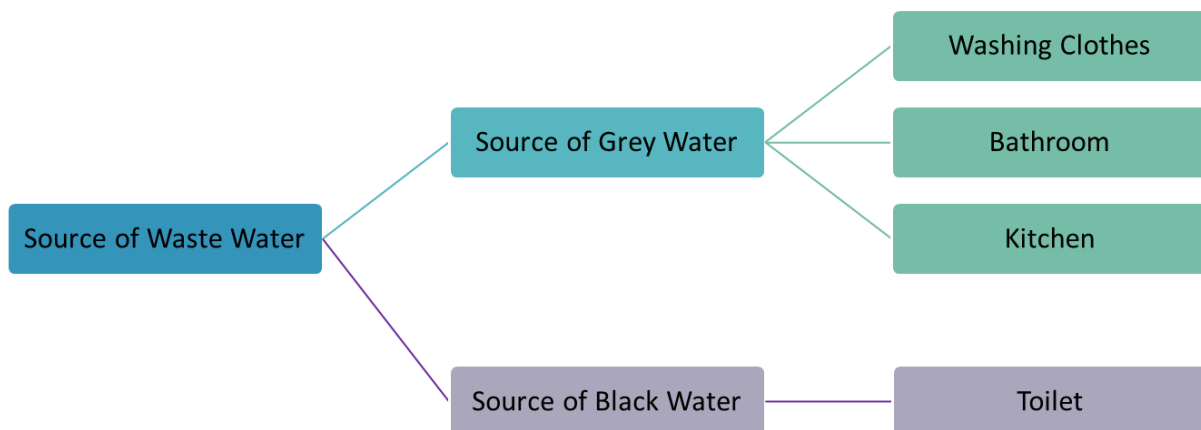 Washing Clothes
Source of Grey Water
Bathroom
Source of Waste Water
Kitchen
Source of Black Water
Toilet